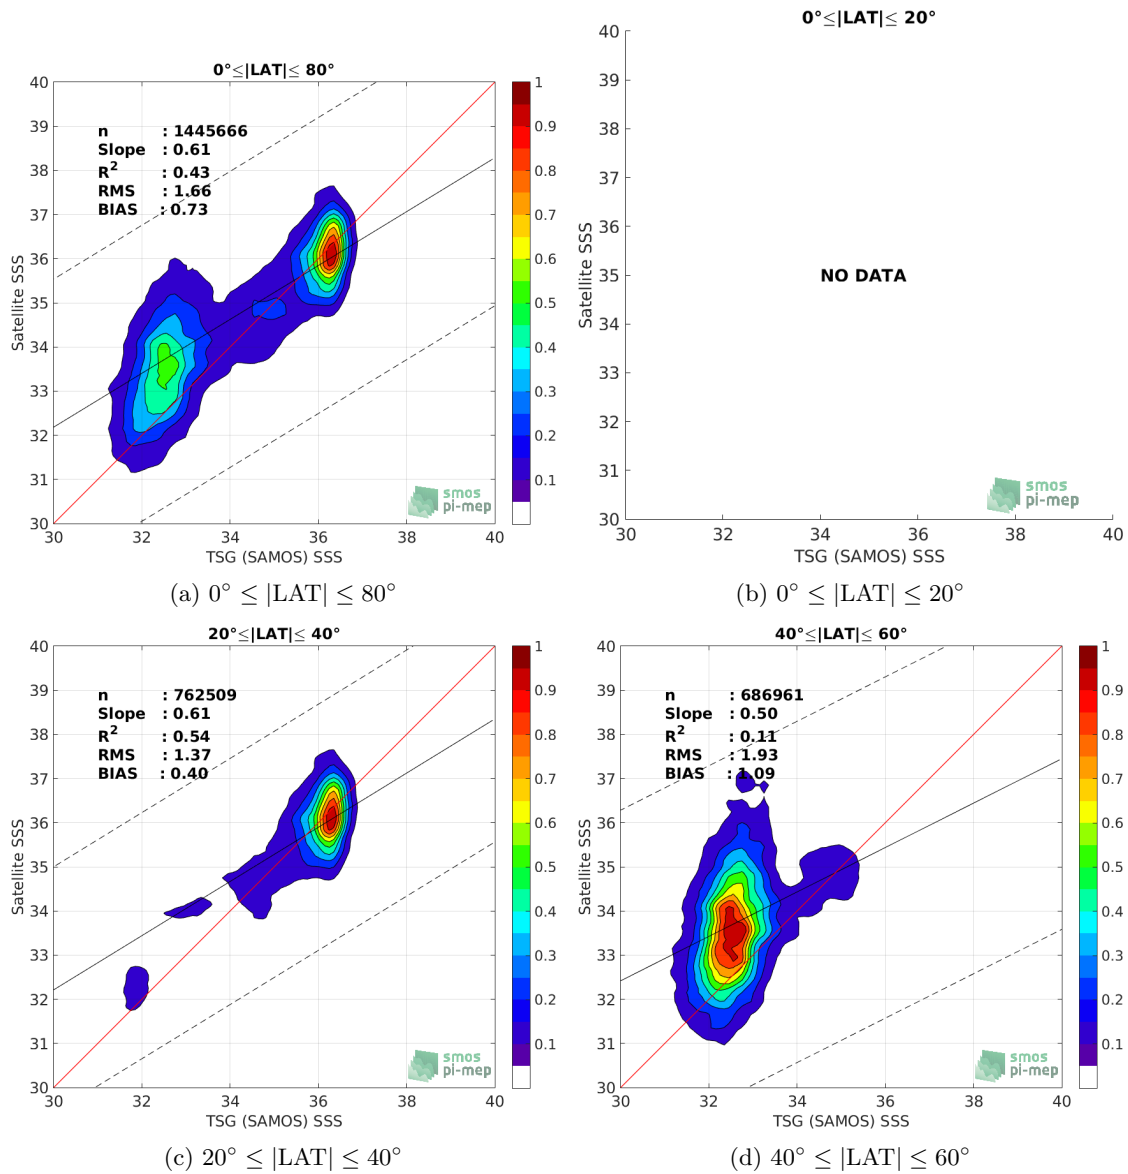 0°≤|LAT|≤ 80°
n : 1445666
Slope : 0.61
R2 : 0.43
RMS : 1.66
BIAS : 0.73
40
39
38
37
36
35
34
33
32
31
30
Satellite SSS
30 32 34 36 38 40
TSG (SAMOS) SSS
1
0.9
0.8
0.7
0.6
0.5
0.4
0.3
0.2
0.1
smos
pi-mep
(a) 0° ≤ |LAT| ≤ 80°
0°≤|LAT|≤ 20°
40
39
38
37
36
35
34
33
32
31
30
Satellite SSS
NO DATA
30 32 34 36 38 40
TSG (SAMOS) SSS
smos
pi-mep
(b) 0° ≤ |LAT| ≤ 20°
20°≤|LAT|≤ 40°
n : 762509
Slope : 0.61
R2 : 0.54
RMS : 1.37
BIAS : 0.40
40
39
38
37
36
35
34
33
32
31
30
Satellite SSS
30 32 34 36 38 40
TSG (SAMOS) SSS
1
0.9
0.8
0.7
0.6
0.5
0.4
0.3
0.2
0.1
smos
pi-mep
(c) 20° ≤ |LAT| ≤ 40°
40°≤|LAT|≤ 60°
n : 686961
Slope : 0.50
R2 : 0.11
RMS : 1.93
BIAS : 1.09
40
39
38
37
36
35
34
33
32
31
30
Satellite SSS
30 32 34 36 38 40
TSG (SAMOS) SSS
1
0.9
0.8
0.7
0.6
0.5
0.4
0.3
0.2
0.1
smos
pi-mep
(d) 40° ≤ |LAT| ≤ 60°